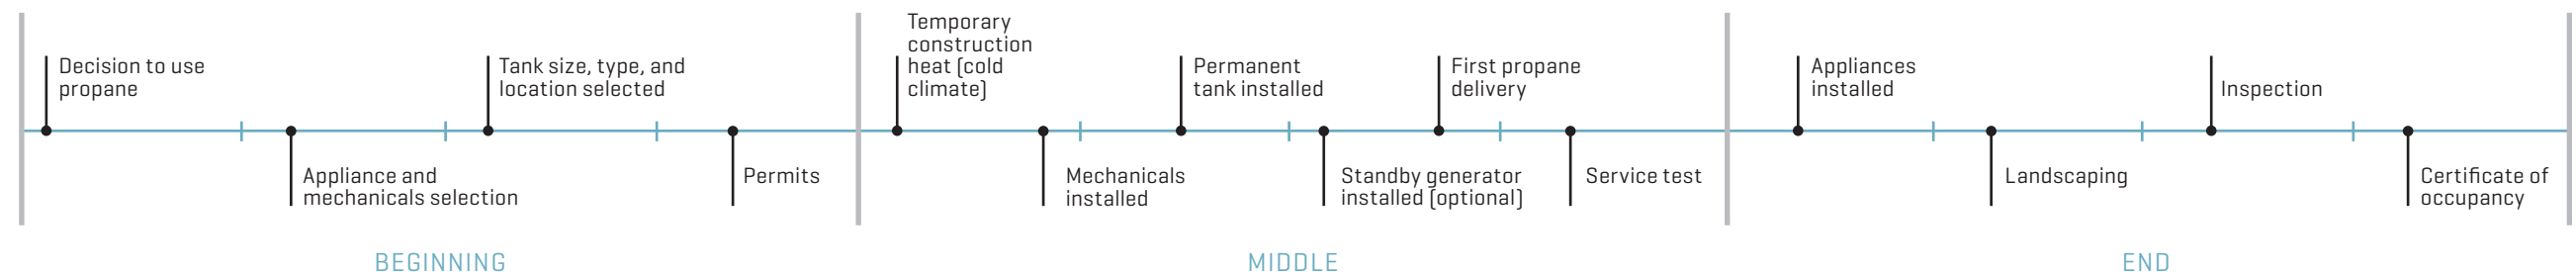 Decision to use
propane
Appliance and
mechanicals selection
Tank size, type, and
location selected
Permits
BEGINNING
Temporary
construction
heat (cold
climate)
Mechanicals
installed
Permanent
tank installed
Standby generator
installed (optional)
First propane
delivery
Service test
MIDDLE
Appliances
installed
Landscaping
Inspection
Certificate of
occupancy
END